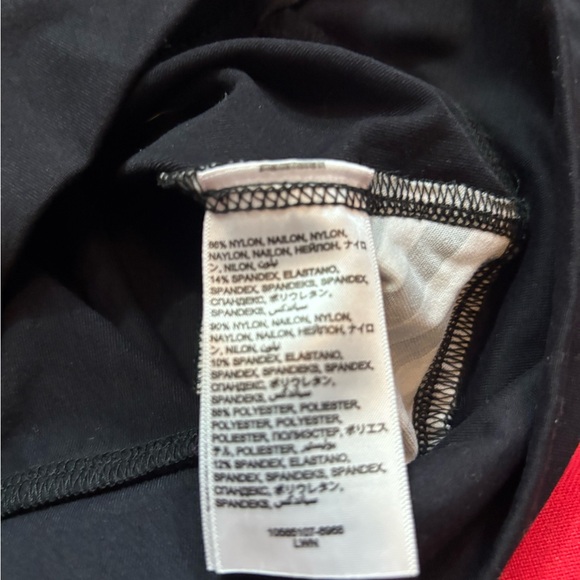 86% NYLON, NAILON, NYLON,
NAYLON, NAILON, НЕЙЛОН, ナイロ
ン, NILON, نايلون
14% SPANDEX, ELASTANO,
SPANDEX, SPANDEKS, SPANDEX,
СПАНДЕКС, ポリウレタン,
SPANDEKS, سباندكس
90% NYLON, NAILON, NYLON,
NAYLON, NAILON, НЕЙЛОН, ナイロ
ン, NILON, نايلون
10% SPANDEX, ELASTANO,
SPANDEX, SPANDEKS, SPANDEX,
СПАНДЕКС, ポリウレタン,
SPANDEKS, سباندكس
88% POLYESTER, POLIESTER,
POLYESTER, POLYESTER,
POLIESTER, ПОЛИЭСТЕР, ポリエス
テル, POLIESTER, بوليستر
12% SPANDEX, ELASTANO,
SPANDEX, SPANDEKS, SPANDEX,
СПАНДЕКС, ポリウレタン,
SPANDEKS, سباندكس
LWN